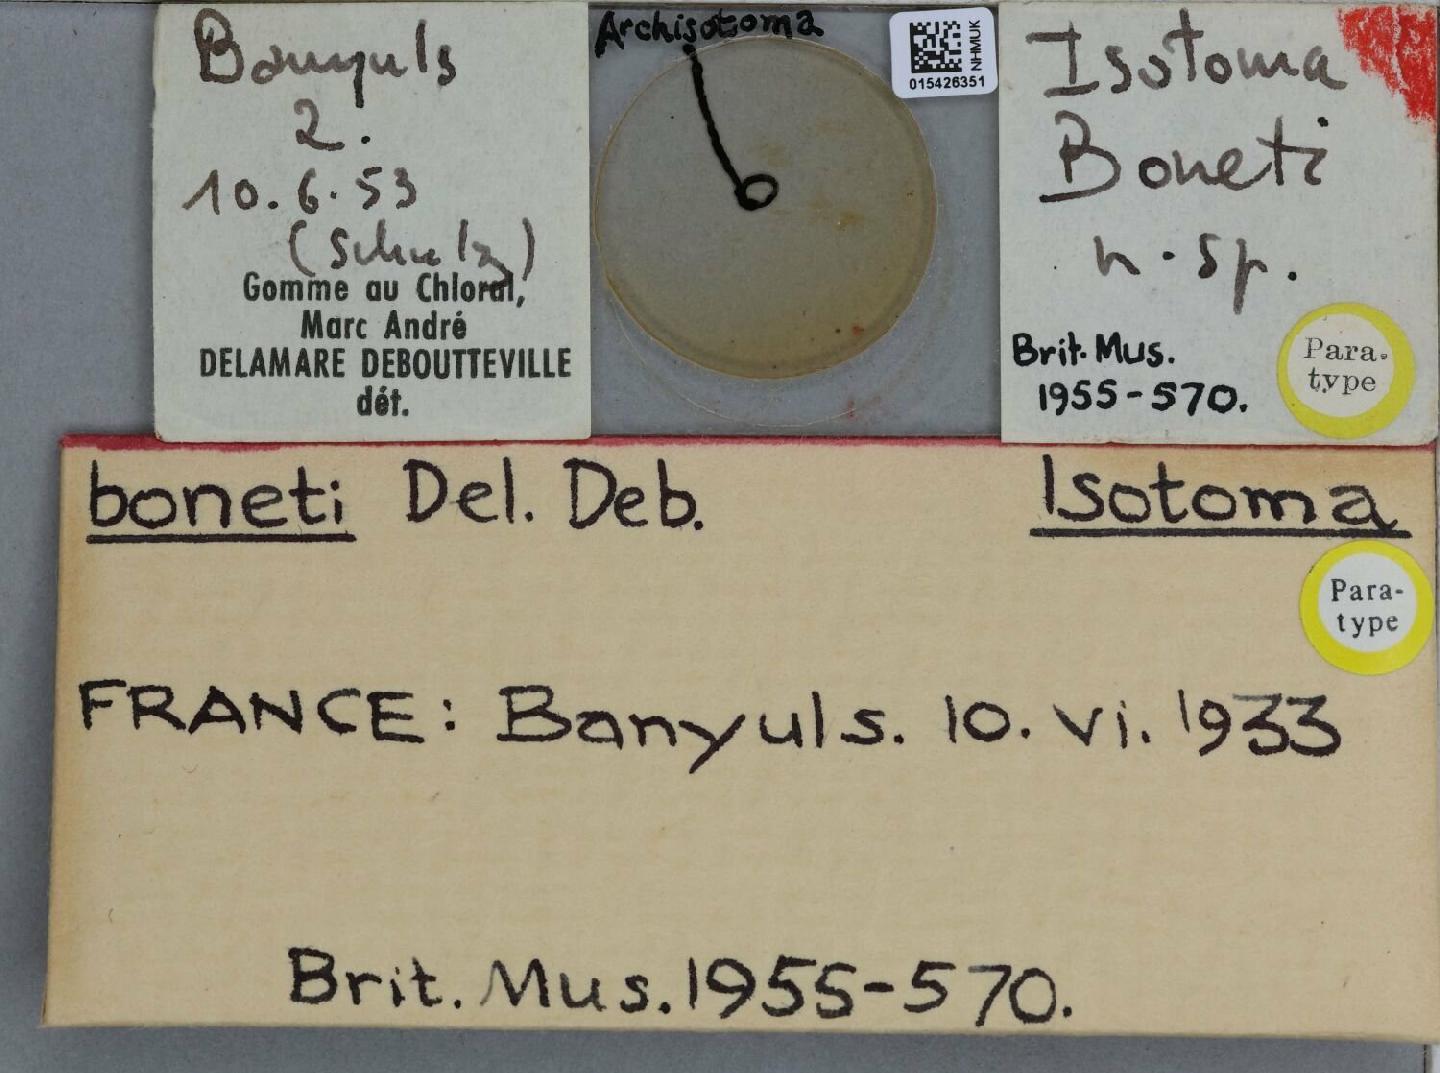 Banyuls
2.
10.6.53
(Schulz)
Gomme au Chloral,
Marc André
DELAMARE DEBOUTTEVILLE
dét.
Archisotoma
NHMUK
015426351
Isotoma
Boneti
n.sp.
Brit. Mus.
1955-570.
Para-
type
boneti Del. Deb. Isotoma
Para-
type
FRANCE: Banyuls. 10. vi. 1933
Brit. Mus. 1955-570.